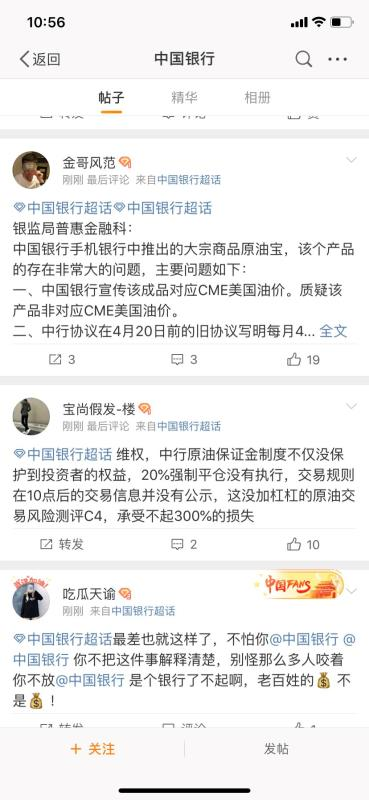 10:56
返回
中国银行
帖子
精华
相册
金哥风范
刚刚 最后评论 来自中国银行超话
中国银行超话中国银行超话
银监局普惠金融科:
中国银行手机银行中推出的大宗商品原油宝，该个产品
的存在非常大的问题，主要问题如下：
一、中国银行宣传该成品对应CME美国油价。质疑该
产品非对应CME美国油价。
二、中行协议在4月20日前的旧协议写明每月4... 全文
3
3
19
宝尚假发-楼
刚刚 最后评论 来自中国银行超话
中国银行超话 维权，中行原油保证金制度不仅没保
护到投资者的权益，20%强制平仓没有执行，交易规则
在10点后的交易信息并没有公示，这没加杠杠的原油交
易风险测评C4，承受不起300%的损失
转发
2
10
吃瓜天谕
刚刚 来自中国银行超话
中国FANS
中国银行超话最差也就这样了，不怕你@中国银行 @
中国银行 你不把这件事解释清楚，别怪那么多人咬着
你不放@中国银行 是个银行了不起啊，老百姓的💰 不
是💰！
+ 关注
发帖